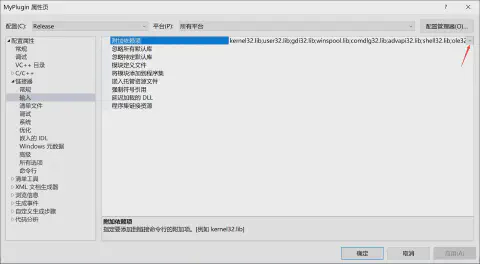 MyPlugin 属性页
配置(C): Release 平台(P): 所有平台 配置管理器(O)...
配置属性
常规
调试
VC++ 目录
C/C++
链接器
常规
输入
清单文件
调试
系统
优化
嵌入的 IDL
Windows 元数据
高级
所有选项
命令行
清单工具
XML 文档生成器
浏览信息
生成事件
自定义生成步骤
代码分析
附加依赖项 kernel32.lib;user32.lib;gdi32.lib;winspool.lib;comdlg32.lib;advapi32.lib;shell32.lib;ole32
忽略所有默认库
忽略特定默认库
模块定义文件
将模块添加到程序集
嵌入托管资源文件
强制符号引用
延迟加载的 DLL
程序集链接资源
附加依赖项
指定要添加到链接命令行的附加项。[例如 kernel32.lib]
确定 取消 应用(A)